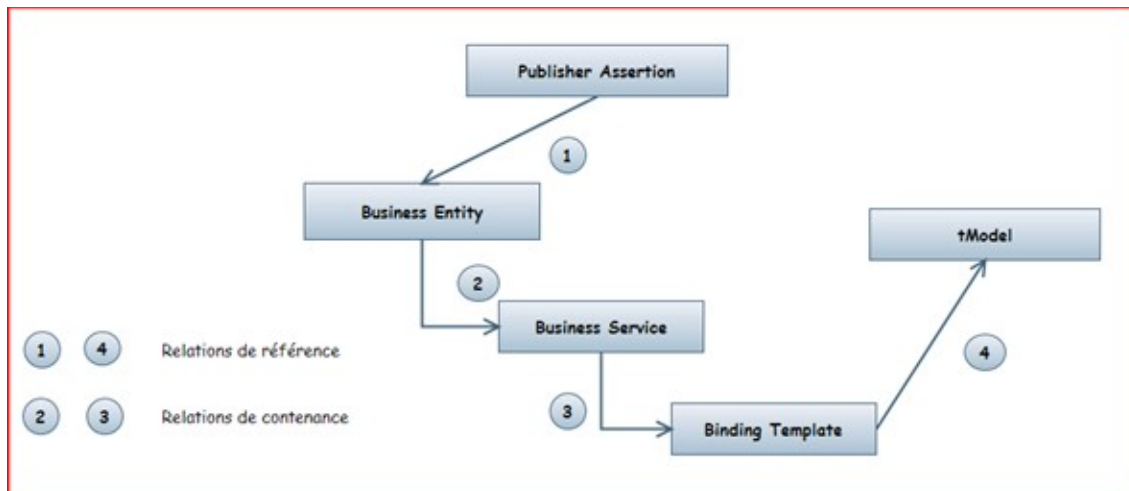 Publisher Assertion
1
Business Entity
tModel
2
Business Service
1 4 Relations de référence
4
2 3 Relations de contenance
3
Binding Template